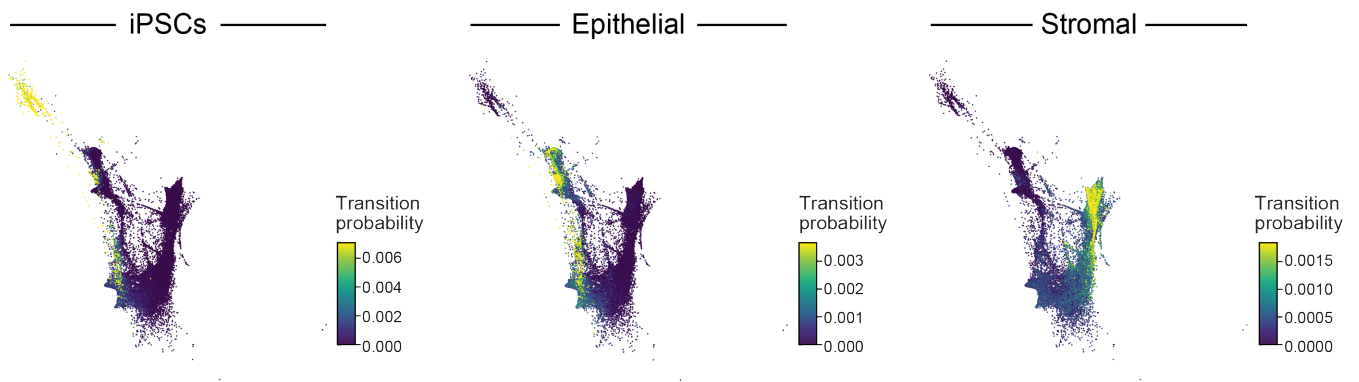 iPSCs
Epithelial
Stromal
Transition
probability
0.006
0.004
0.002
0.000
Transition
probability
0.003
0.002
0.001
0.000
Transition
probability
0.0015
0.0010
0.0005
0.0000